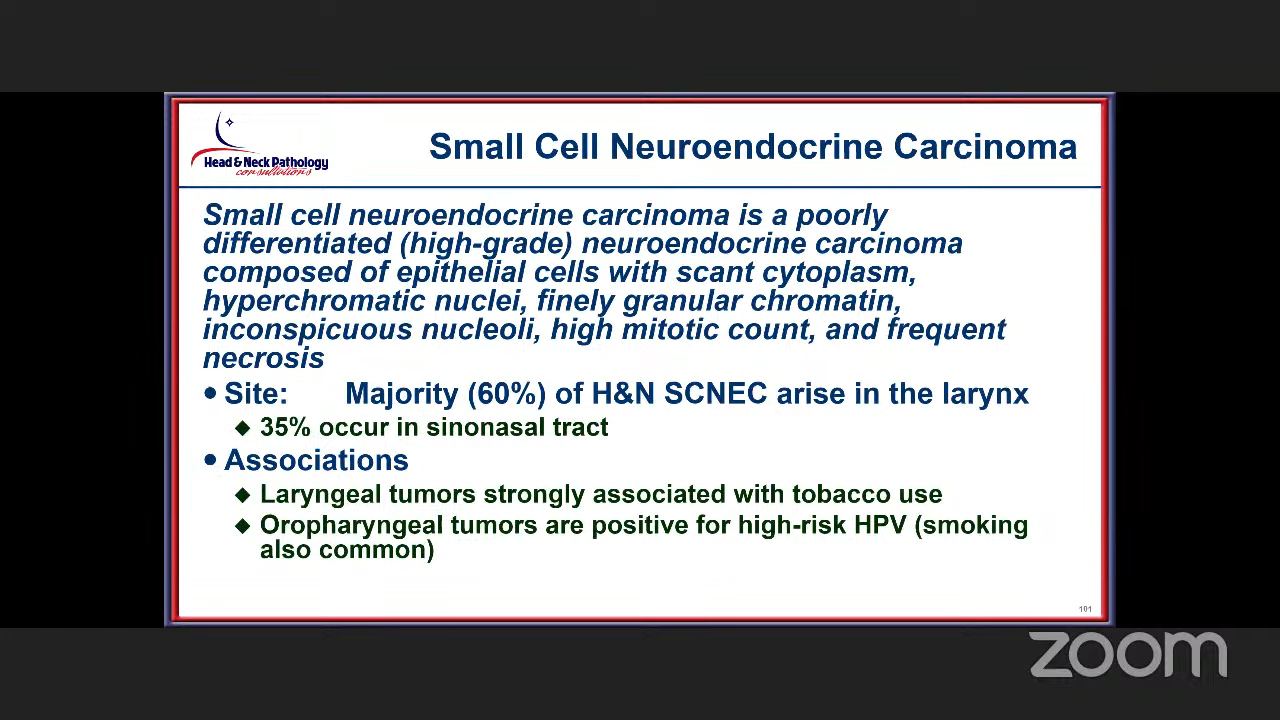 Head & Neck Pathology
consultations
Small Cell Neuroendocrine Carcinoma
Small cell neuroendocrine carcinoma is a poorly
differentiated (high-grade) neuroendocrine carcinoma
composed of epithelial cells with scant cytoplasm,
hyperchromatic nuclei, finely granular chromatin,
inconspicuous nucleoli, high mitotic count, and frequent
necrosis
• Site: Majority (60%) of H&N SCNEC arise in the larynx
◆ 35% occur in sinonasal tract
• Associations
◆ Laryngeal tumors strongly associated with tobacco use
◆ Oropharyngeal tumors are positive for high-risk HPV (smoking
also common)
101
zoom